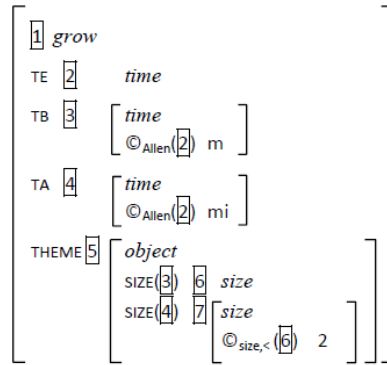 1 grow
TE 2 time
TB 3 time
©Allen(2) m
TA 4 time
©Allen(2) mi
THEME 5 object
SIZE(3) 6 size
SIZE(4) 7 size
©size,<(6) 2